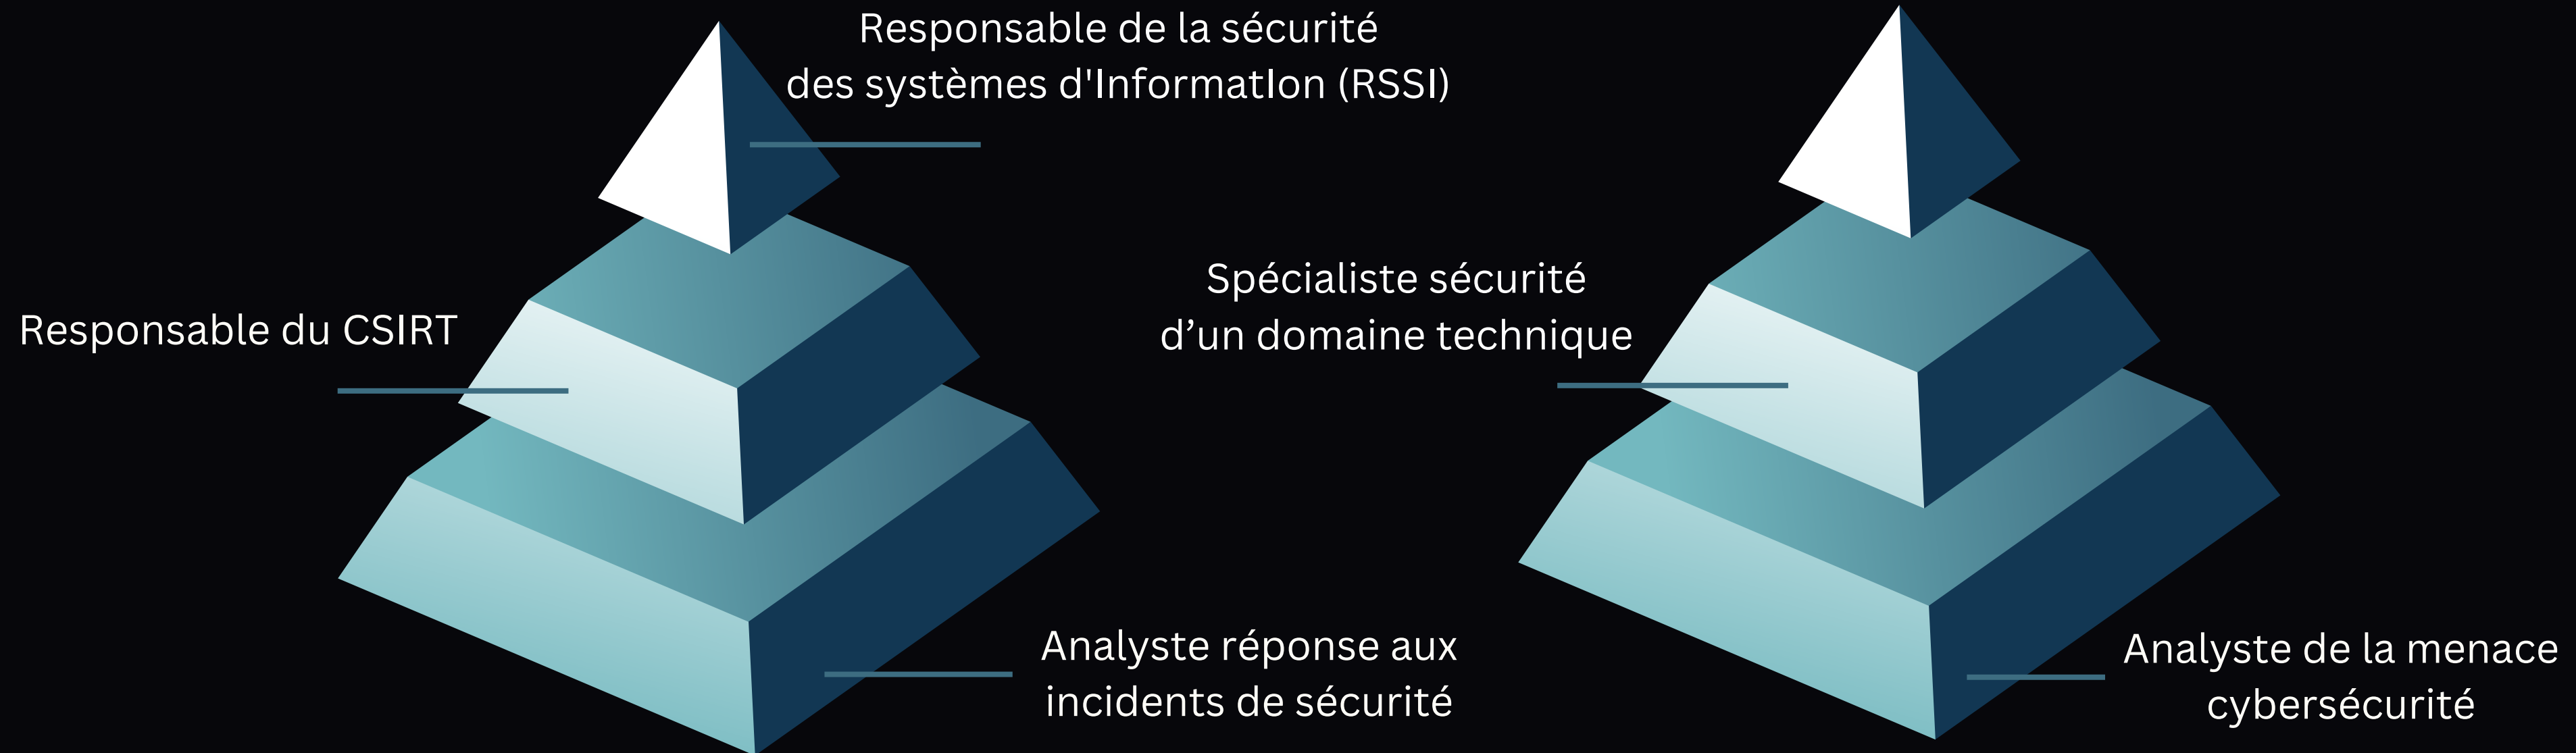 Responsable de la sécurité
des systèmes d'InformatIon (RSSI)
Responsable du CSIRT
Analyste réponse aux
incidents de sécurité
Spécialiste sécurité
d’un domaine technique
Analyste de la menace
cybersécurité